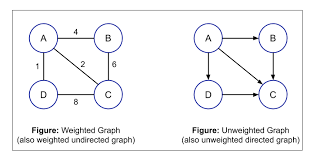 A
4
B
1
2
6
D
8
C
Figure: Weighted Graph
(also weighted undirected graph)
A
B
D
C
Figure: Unweighted Graph
(also unweighted directed graph)